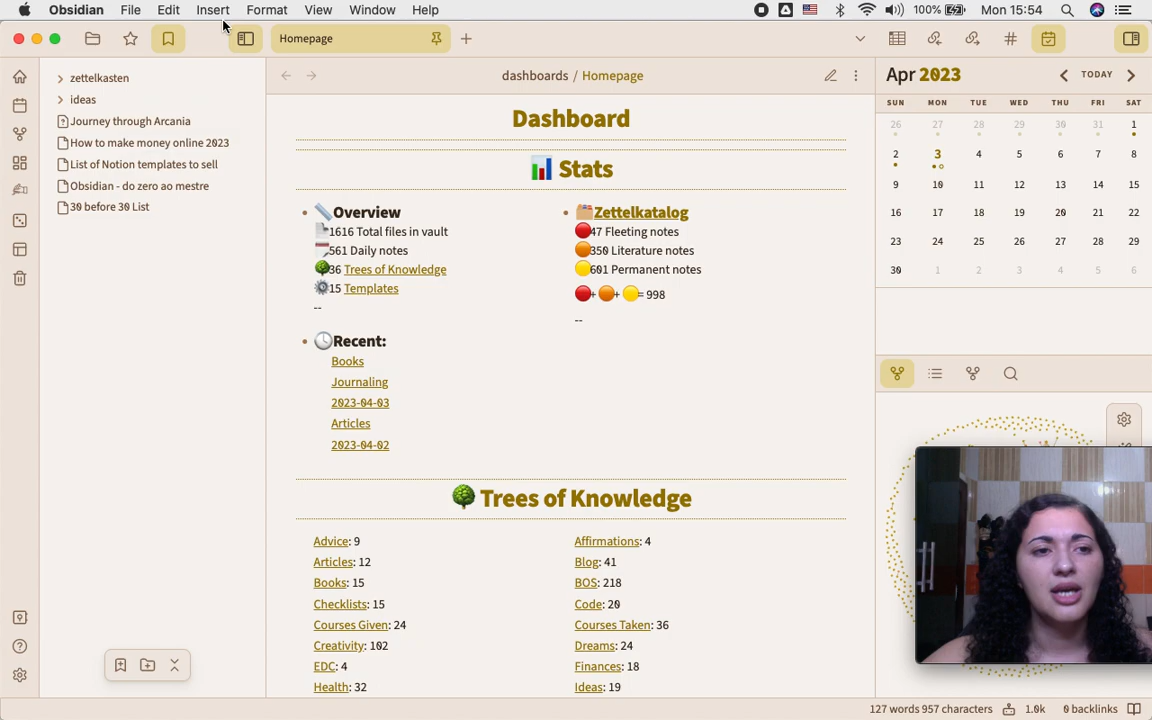 Obsidian File Edit Insert Format View Window Help 100% Mon 15:54
Homepage
dashboards / Homepage
zettelkasten
ideas
Journey through Arcania
How to make money online 2023
List of Notion templates to sell
Obsidian - do zero ao mestre
30 before 30 List
Dashboard
📊 Stats
📏Overview
1616 Total files in vault
561 Daily notes
🌳36 Trees of Knowledge
⚙️15 Templates
--
🕓Recent:
Books
Journaling
2023-04-03
Articles
2023-04-02
🗂️Zettelkatalog
🔴47 Fleeting notes
🟠350 Literature notes
🟡601 Permanent notes
🔴+ 🟠+ 🟡= 998
--
🌳 Trees of Knowledge
Advice: 9
Articles: 12
Books: 15
Checklists: 15
Courses Given: 24
Creativity: 102
EDC: 4
Health: 32
Affirmations: 4
Blog: 41
BOS: 218
Code: 20
Courses Taken: 36
Dreams: 24
Finances: 18
Ideas: 19
Apr 2023 TODAY
SUN MON TUE WED THU FRI SAT
26 27 28 29 30 31 1
2 3 4 5 6 7 8
9 10 11 12 13 14 15
16 17 18 19 20 21 22
23 24 25 26 27 28 29
30 1 2 3 4 5 6
127 words 957 characters 1.0k 0 backlinks